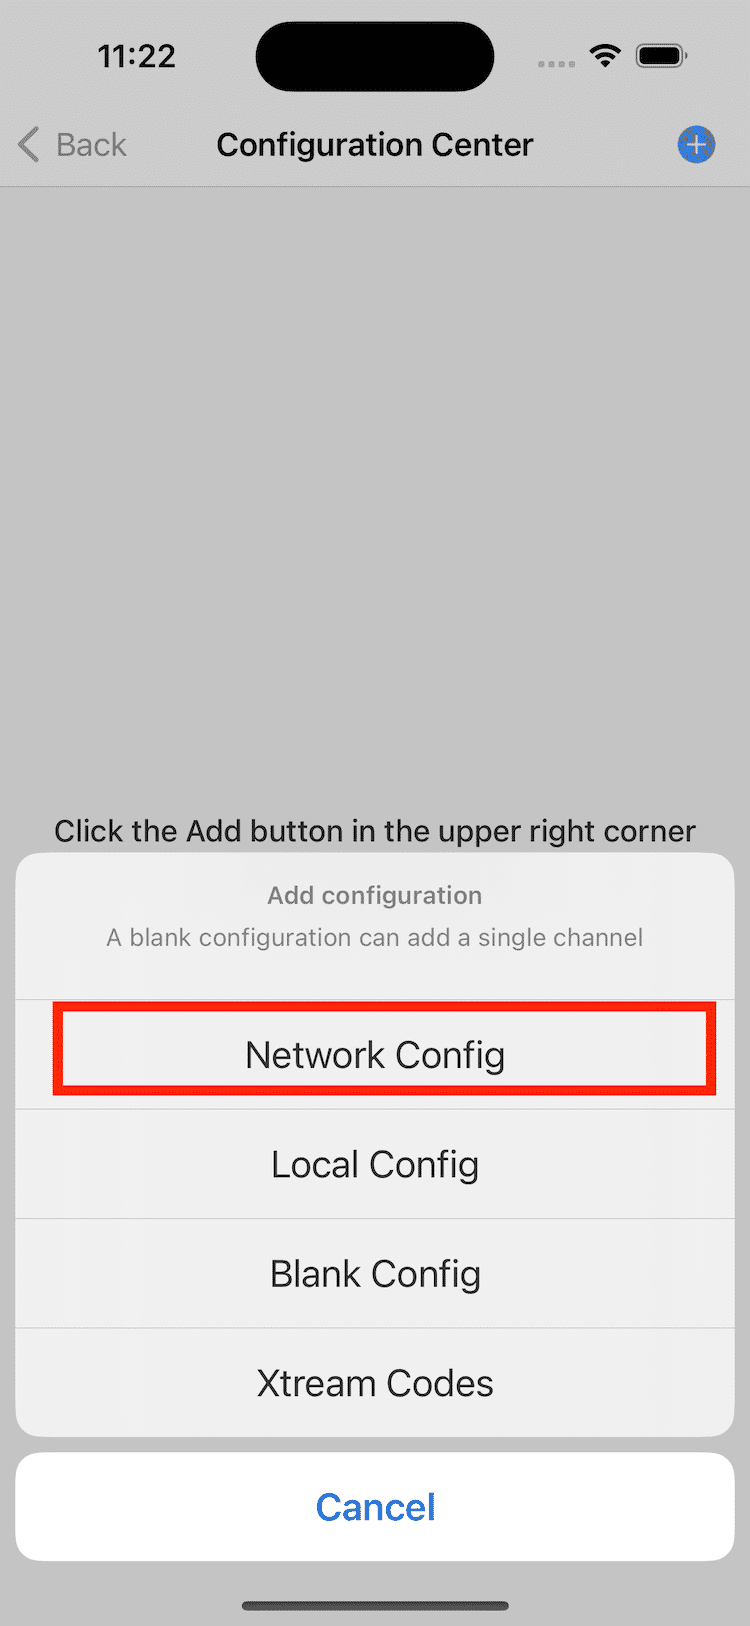 11:22
Back
Configuration Center
Click the Add button in the upper right corner
Add configuration
A blank configuration can add a single channel
Network Config
Local Config
Blank Config
Xtream Codes
Cancel